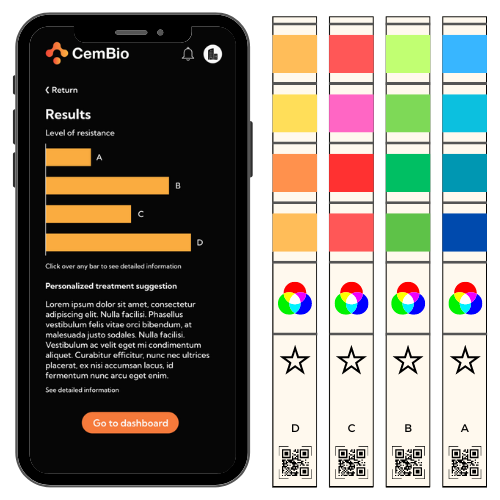 CemBio
Return
Results
Level of resistance
A
B
C
D
Click over any bar to see detailed information
Personalized treatment suggestion
Lorem ipsum dolor sit amet, consectetur
adipiscing elit. Nulla facilisi. Phasellus
vestibulum felis vitae orci bibendum, at
malesuada justo sodales. Nulla facilisi.
Vestibulum ac velit eget mi condimentum
aliquet. Curabitur efficitur, nunc nec ultrices
placerat, ex nisi accumsan lacus, id
fermentum nunc arcu eget enim.
See detailed information
Go to dashboard
D C B A